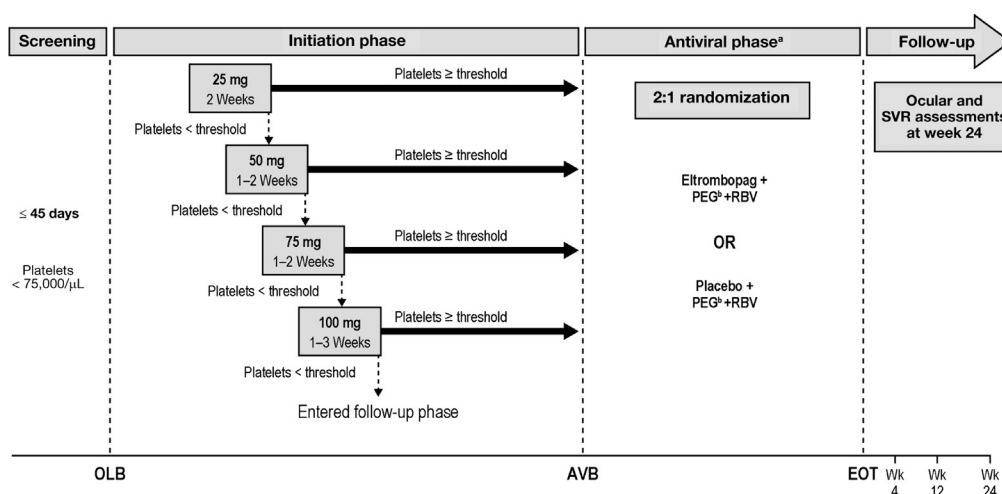 Screening
Initiation phase
Antiviral phaseᵃ
Follow-up
25 mg
2 Weeks
Platelets ≥ threshold
Platelets < threshold
50 mg
1–2 Weeks
Platelets ≥ threshold
Platelets < threshold
75 mg
1–2 Weeks
Platelets ≥ threshold
Platelets < threshold
100 mg
1–3 Weeks
Platelets ≥ threshold
Platelets < threshold
Entered follow-up phase
≤ 45 days
Platelets
< 75,000/μL
2:1 randomization
Eltrombopag +
PEGᵇ+RBV
OR
Placebo +
PEGᵇ+RBV
Ocular and
SVR assessments
at week 24
OLB
AVB
EOT
Wk
4
Wk
12
Wk
24